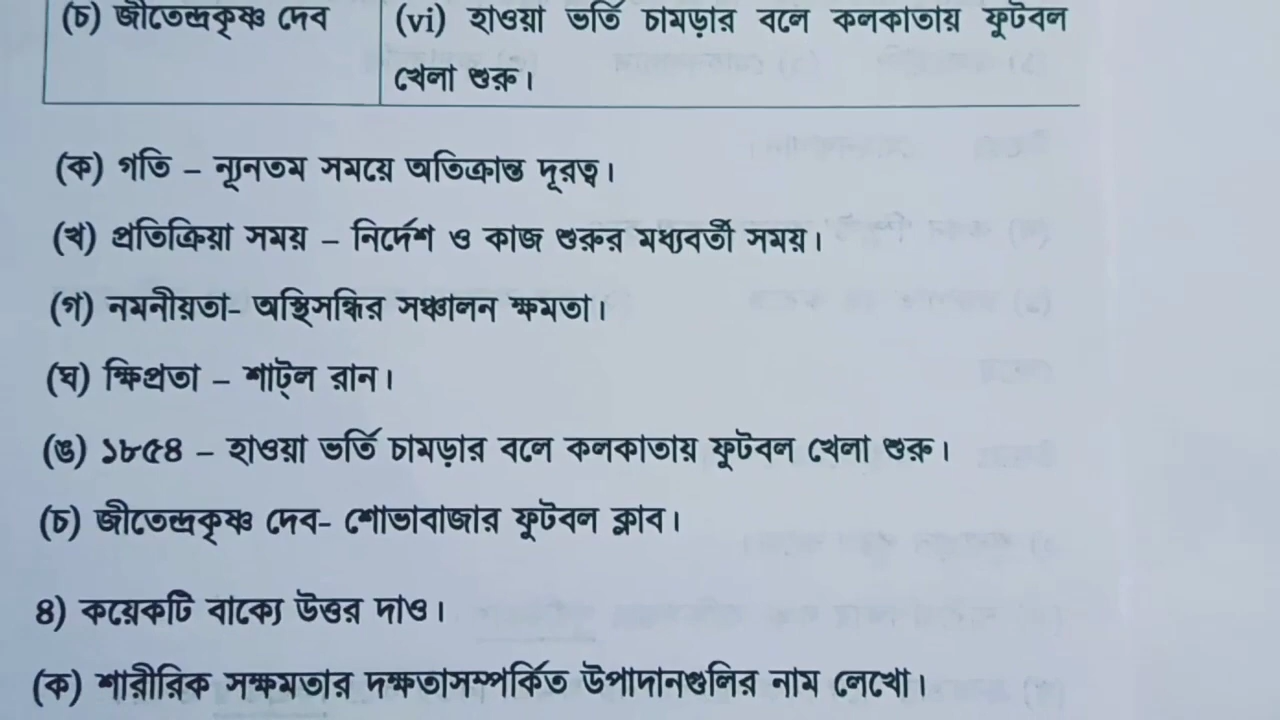 (চ) জীতেন্দ্রকৃষ্ণ দেব (vi) হাওয়া ভর্তি চামড়ার বলে কলকাতায় ফুটবল
খেলা শুরু।
(ক) গতি – ন্যূনতম সময়ে অতিক্রান্ত দূরত্ব।
(খ) প্রতিক্রিয়া সময় – নির্দেশ ও কাজ শুরুর মধ্যবর্তী সময়।
(গ) নমনীয়তা- অস্থিসন্ধির সঞ্চালন ক্ষমতা।
(ঘ) ক্ষিপ্রতা – শাট্‌ল রান।
(ঙ) ১৮৫৪ – হাওয়া ভর্তি চামড়ার বলে কলকাতায় ফুটবল খেলা শুরু।
(চ) জীতেন্দ্রকৃষ্ণ দেব- শোভাবাজার ফুটবল ক্লাব।
৪) কয়েকটি বাক্যে উত্তর দাও।
(ক) শারীরিক সক্ষমতার দক্ষতাসম্পর্কিত উপাদানগুলির নাম লেখো।